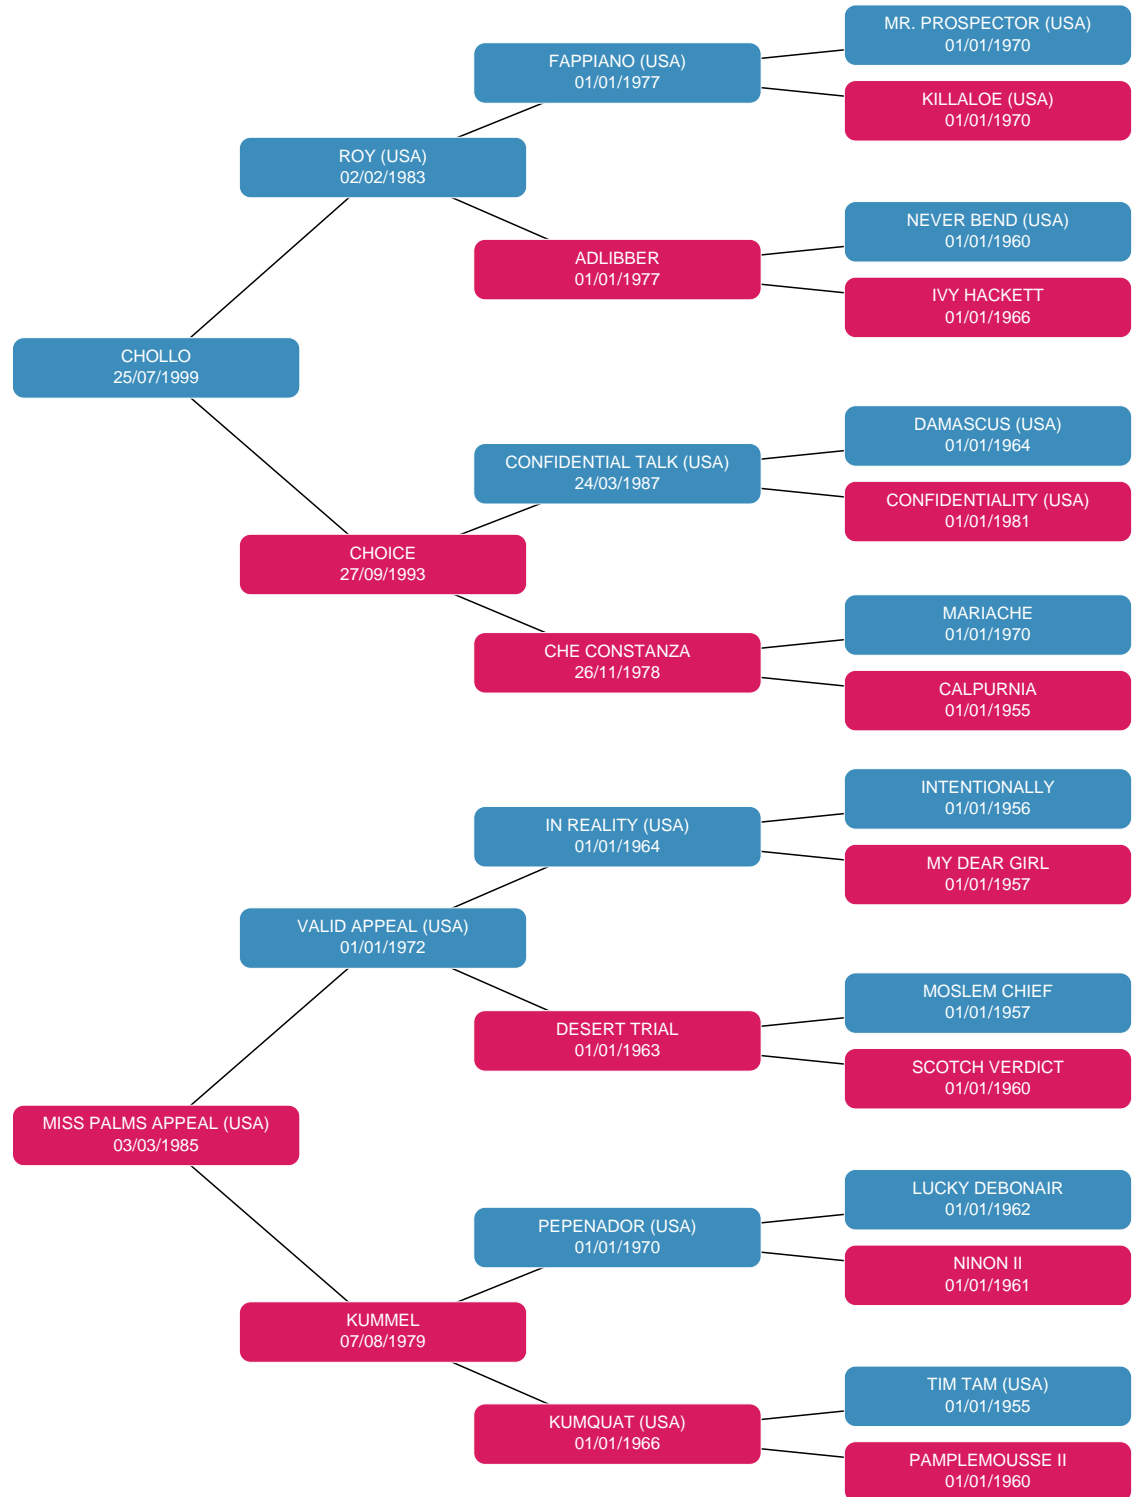 MR. PROSPECTOR (USA)
01/01/1970
FAPPIANO (USA)
01/01/1977
KILLALOE (USA)
01/01/1970
ROY (USA)
02/02/1983
NEVER BEND (USA)
01/01/1960
ADLIBBER
01/01/1977
IVY HACKETT
01/01/1966
CHOLLO
25/07/1999
DAMASCUS (USA)
01/01/1964
CONFIDENTIAL TALK (USA)
24/03/1987
CONFIDENTIALITY (USA)
01/01/1981
CHOICE
27/09/1993
MARIACHE
01/01/1970
CHE CONSTANZA
26/11/1978
CALPURNIA
01/01/1955
INTENTIONALLY
01/01/1956
IN REALITY (USA)
01/01/1964
MY DEAR GIRL
01/01/1957
VALID APPEAL (USA)
01/01/1972
MOSLEM CHIEF
01/01/1957
DESERT TRIAL
01/01/1963
SCOTCH VERDICT
01/01/1960
MISS PALMS APPEAL (USA)
03/03/1985
LUCKY DEBONAIR
01/01/1962
PEPENADOR (USA)
01/01/1970
NINON II
01/01/1961
KUMMEL
07/08/1979
TIM TAM (USA)
01/01/1955
KUMQUAT (USA)
01/01/1966
PAMPLEMOUSSE II
01/01/1960